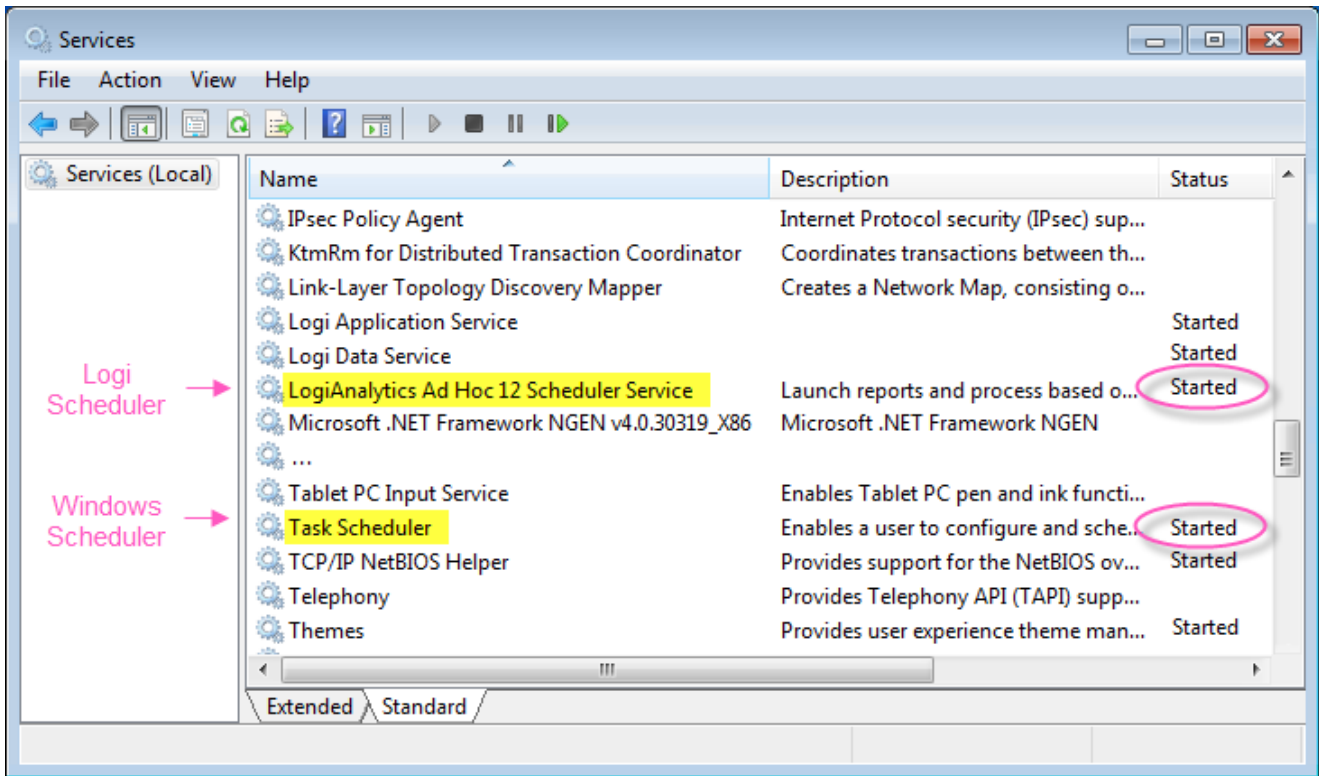 Services
File Action View Help
Services (Local)
Name Description Status
IPsec Policy Agent Internet Protocol security (IPsec) sup...
KtmRm for Distributed Transaction Coordinator Coordinates transactions between th...
Link-Layer Topology Discovery Mapper Creates a Network Map, consisting o...
Logi Application Service Started
Logi Data Service Started
Logi
Scheduler
LogiAnalytics Ad Hoc 12 Scheduler Service Launch reports and process based o... Started
Microsoft .NET Framework NGEN v4.0.30319_X86 Microsoft .NET Framework NGEN
...
Tablet PC Input Service Enables Tablet PC pen and ink functi...
Windows
Scheduler
Task Scheduler Enables a user to configure and sche... Started
TCP/IP NetBIOS Helper Provides support for the NetBIOS ov... Started
Telephony Provides Telephony API (TAPI) supp...
Themes Provides user experience theme man... Started
Extended Standard